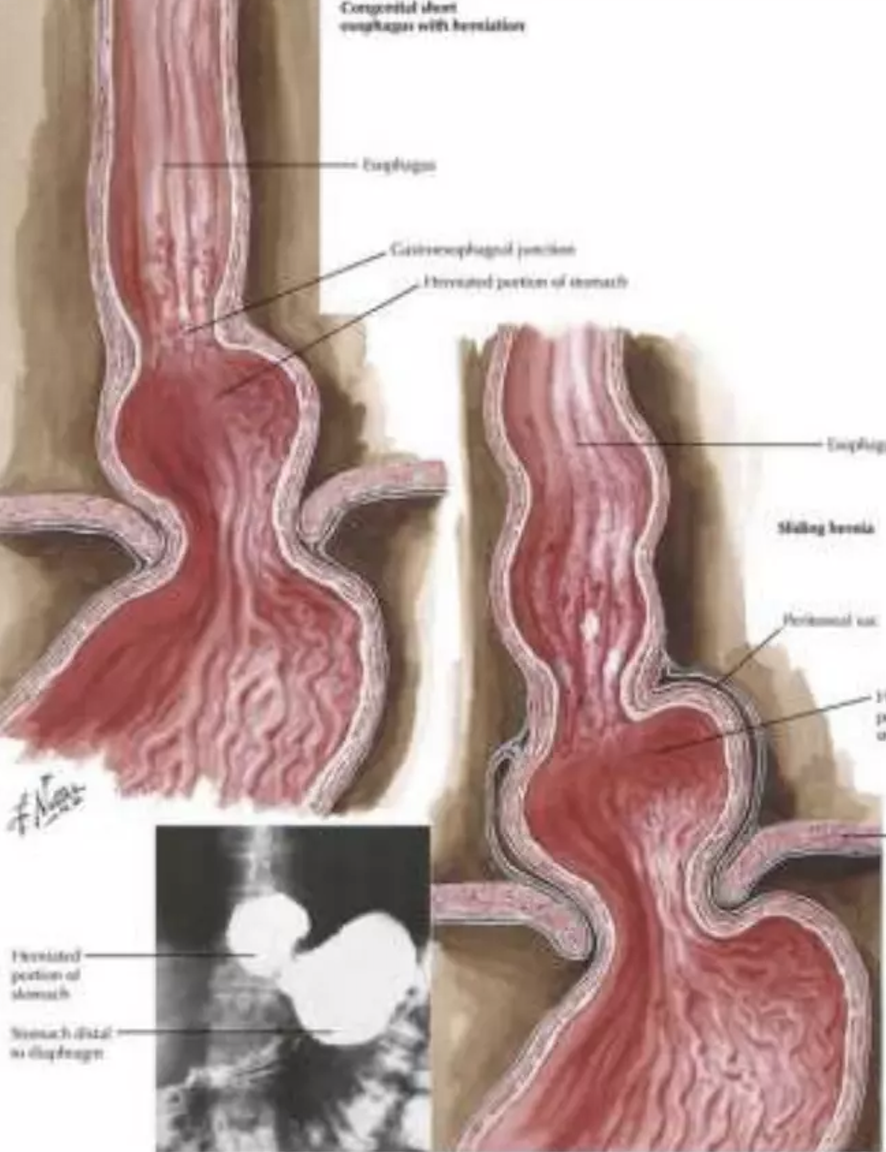 Congenital short
esophagus with herniation
Esophagus
Gastroesophageal junction
Herniated portion of stomach
Esophag
Sliding hernia
Peritoneal sac
H
p
o
Herniated
portion of
stomach
Stomach distal
to diaphragm